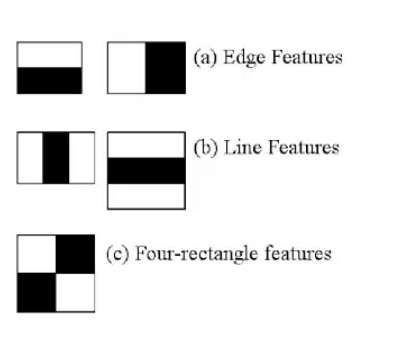 (a) Edge Features
(b) Line Features
(c) Four-rectangle features